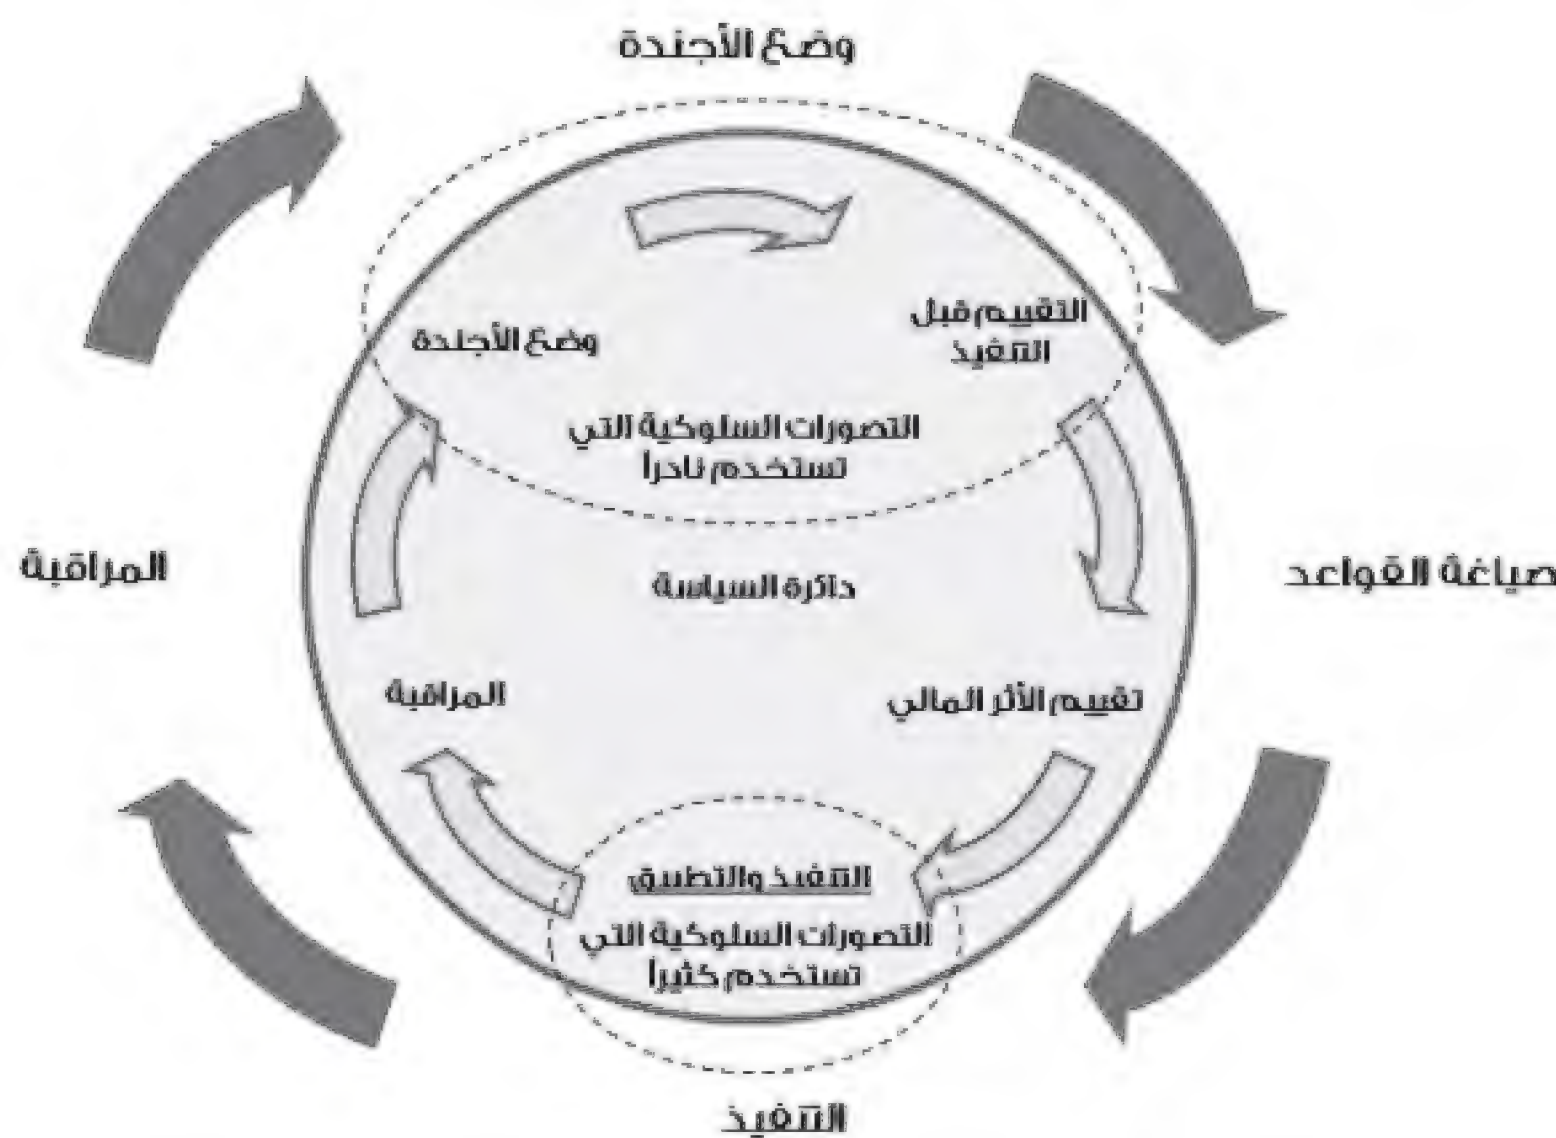 وضع الأجندة
التقييم قبل
التنفيذ
وضع الأجندة
التصورات السلوكية التي
تستخدم نادراً
صياغة القواعد
دائرة السياسة
المراقبة
تقييم الأثر المالي
المراقبة
التنفيذ والتطبيق
التصورات السلوكية التي
تستخدم كثيراً
التنفيذ